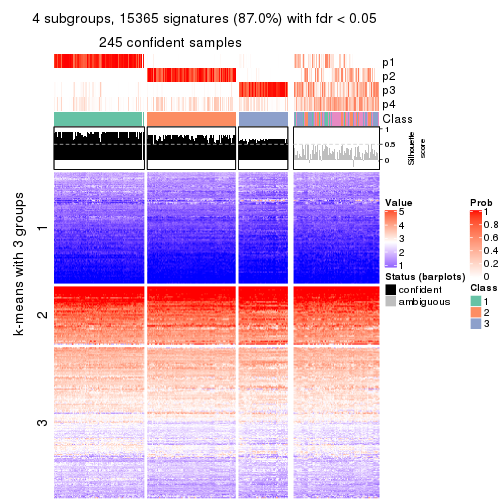 4 subgroups, 15365 signatures (87.0%) with fdr < 0.05
245 confident samples
p1
p2
p3
p4
Class
1
0.5
0
Silhouette
score
k-means with 3 groups
1
2
3
Value
5
4
3
2
1
Status (barplots)
confident
ambiguous
Prob
1
0.8
0.6
0.4
0.2
0
Class
1
2
3